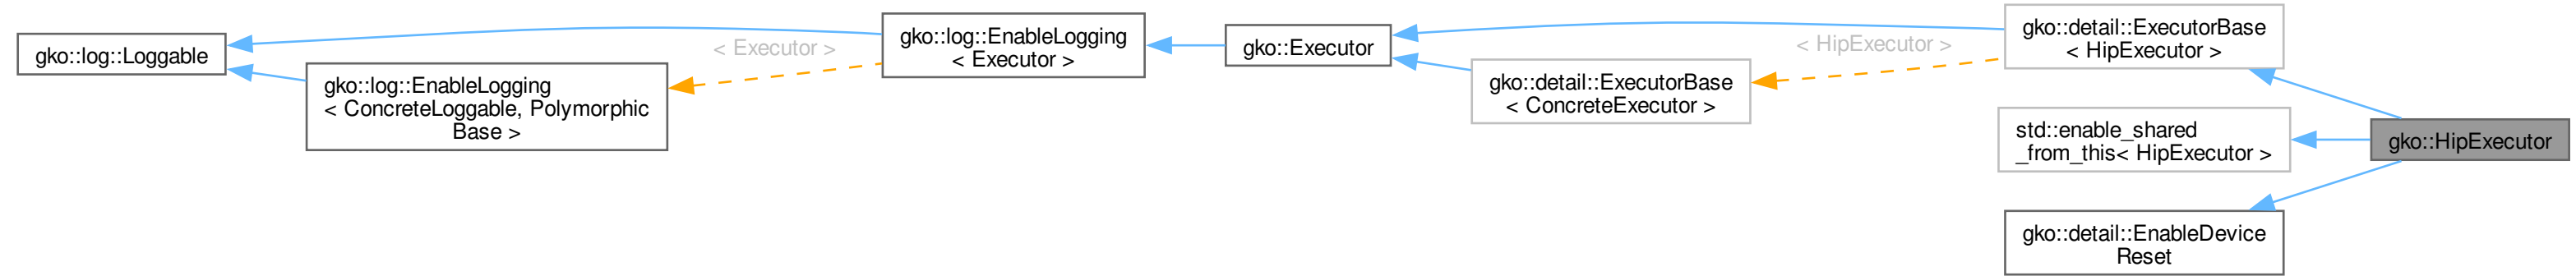 gko::log::Loggable
gko::log::EnableLogging
< ConcreteLoggable, Polymorphic
Base >
< Executor >
gko::log::EnableLogging
< Executor >
gko::Executor
gko::detail::ExecutorBase
< ConcreteExecutor >
< HipExecutor >
gko::detail::ExecutorBase
< HipExecutor >
std::enable_shared
_from_this< HipExecutor >
gko::detail::EnableDevice
Reset
gko::HipExecutor